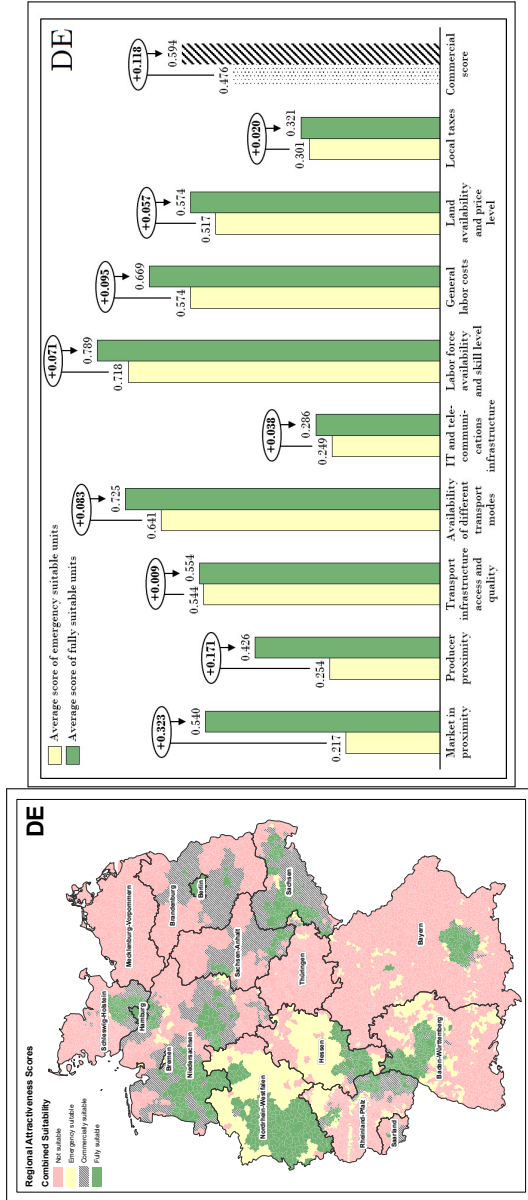 Regional Attractiveness Scores
Combined Suitability
Not suitable
Emergency suitable
Commercially suitable
Fully suitable
DE
Schleswig-Holstein
Mecklenburg-Vorpommern
Hamburg
Bremen
Niedersachsen
Brandenburg
Berlin
Sachsen-Anhalt
Nordrhein-Westfalen
Sachsen
Thüringen
Hessen
Rheinland-Pfalz
Saarland
Baden-Württemberg
Bayern
Average score of emergency suitable units
Average score of fully suitable units
DE
+0.323
0.217
0.540
+0.171
0.254
0.426
+0.009
0.544
0.554
+0.083
0.641
0.725
+0.038
0.249
0.286
+0.071
0.718
0.789
+0.095
0.574
0.669
+0.057
0.517
0.574
+0.020
0.301
0.321
+0.118
0.476
0.594
Market in
proximity
Producer
proximity
Transport
infrastructure
access and
quality
Availability
of different
transport
modes
IT and tele-
communi-
cations
infrastructure
Labor force
availability
and skill level
General
labor costs
Land
availability
and price
level
Local taxes
Commercial
score